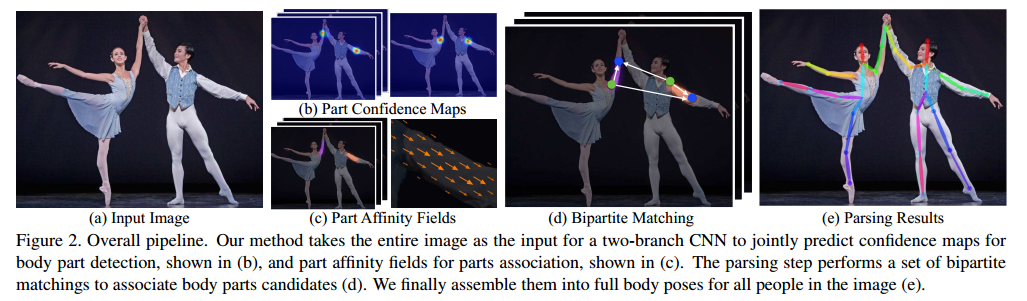 (b) Part Confidence Maps
(a) Input Image
(c) Part Affinity Fields
(d) Bipartite Matching
(e) Parsing Results
Figure 2. Overall pipeline. Our method takes the entire image as the input for a two-branch CNN to jointly predict confidence maps for
body part detection, shown in (b), and part affinity fields for parts association, shown in (c). The parsing step performs a set of bipartite
matchings to associate body parts candidates (d). We finally assemble them into full body poses for all people in the image (e).